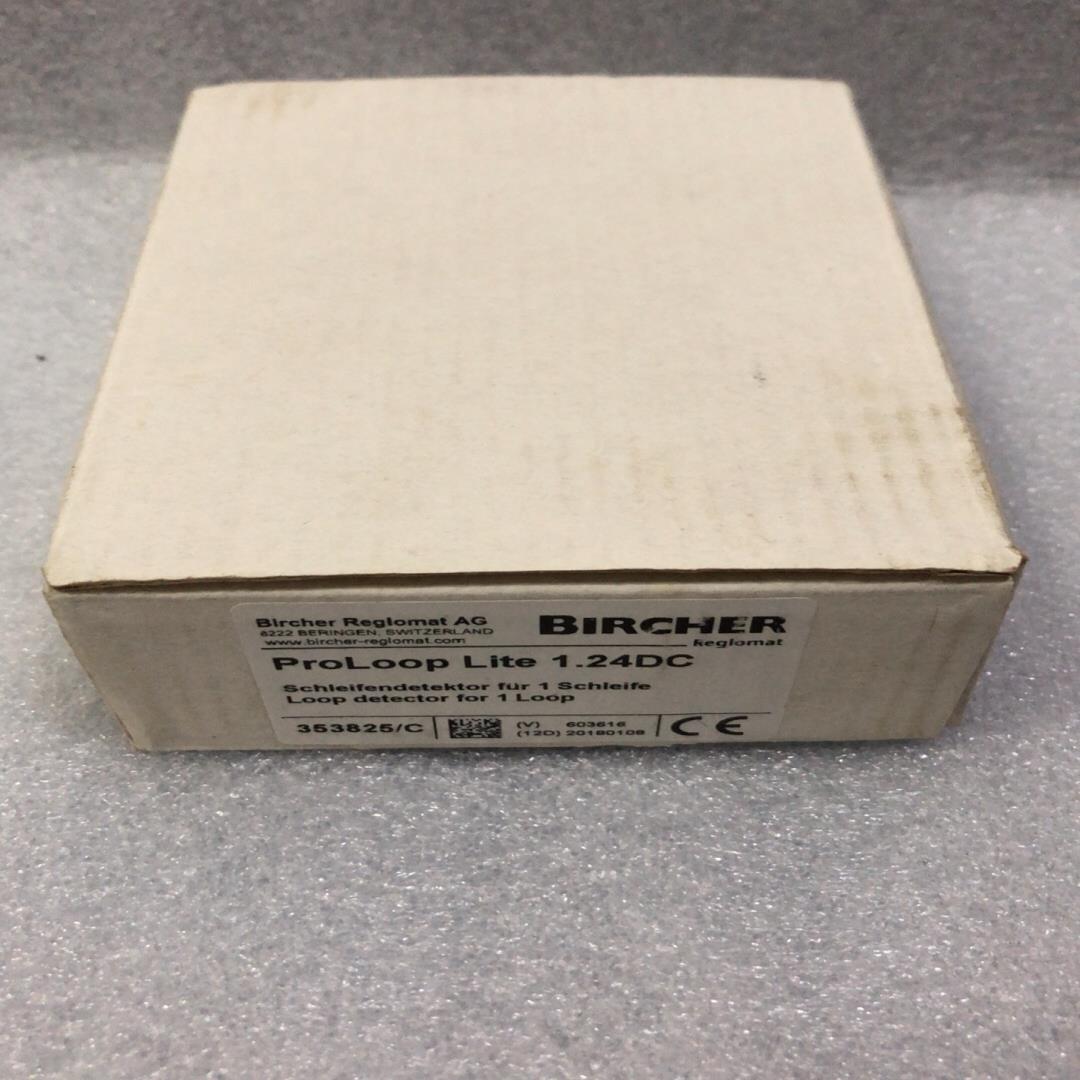 Bircher Reglomat AG
8222 BERINGEN, SWITZERLAND
www.bircher-reglomat.com
BIRCHER
Reglomat
ProLoop Lite 1.24DC
Schleifendetektor für 1 Schleife
Loop detector for 1 Loop
353825/C
(V) 603616
(12D) 20180108
CE